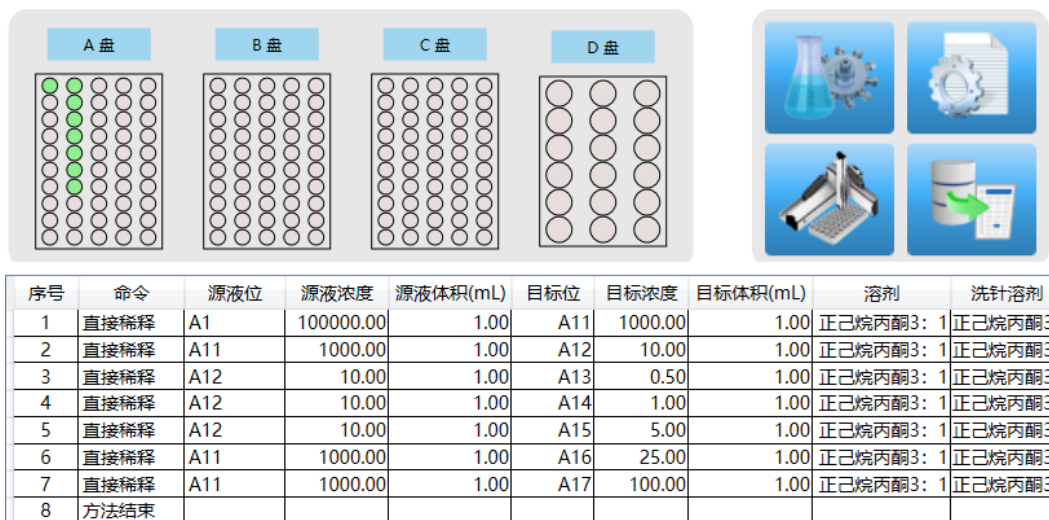 A 盘 B 盘 C 盘 D 盘
序号 命令 源液位 源液浓度 源液体积(mL) 目标位 目标浓度 目标体积(mL) 溶剂 洗针溶剂
1 直接稀释 A1 100000.00 1.00 A11 1000.00 1.00 正己烷丙酮3：1 正己烷丙酮3
2 直接稀释 A11 1000.00 1.00 A12 10.00 1.00 正己烷丙酮3：1 正己烷丙酮3
3 直接稀释 A12 10.00 1.00 A13 0.50 1.00 正己烷丙酮3：1 正己烷丙酮3
4 直接稀释 A12 10.00 1.00 A14 1.00 1.00 正己烷丙酮3：1 正己烷丙酮3
5 直接稀释 A12 10.00 1.00 A15 5.00 1.00 正己烷丙酮3：1 正己烷丙酮3
6 直接稀释 A11 1000.00 1.00 A16 25.00 1.00 正己烷丙酮3：1 正己烷丙酮3
7 直接稀释 A11 1000.00 1.00 A17 100.00 1.00 正己烷丙酮3：1 正己烷丙酮3
8 方法结束